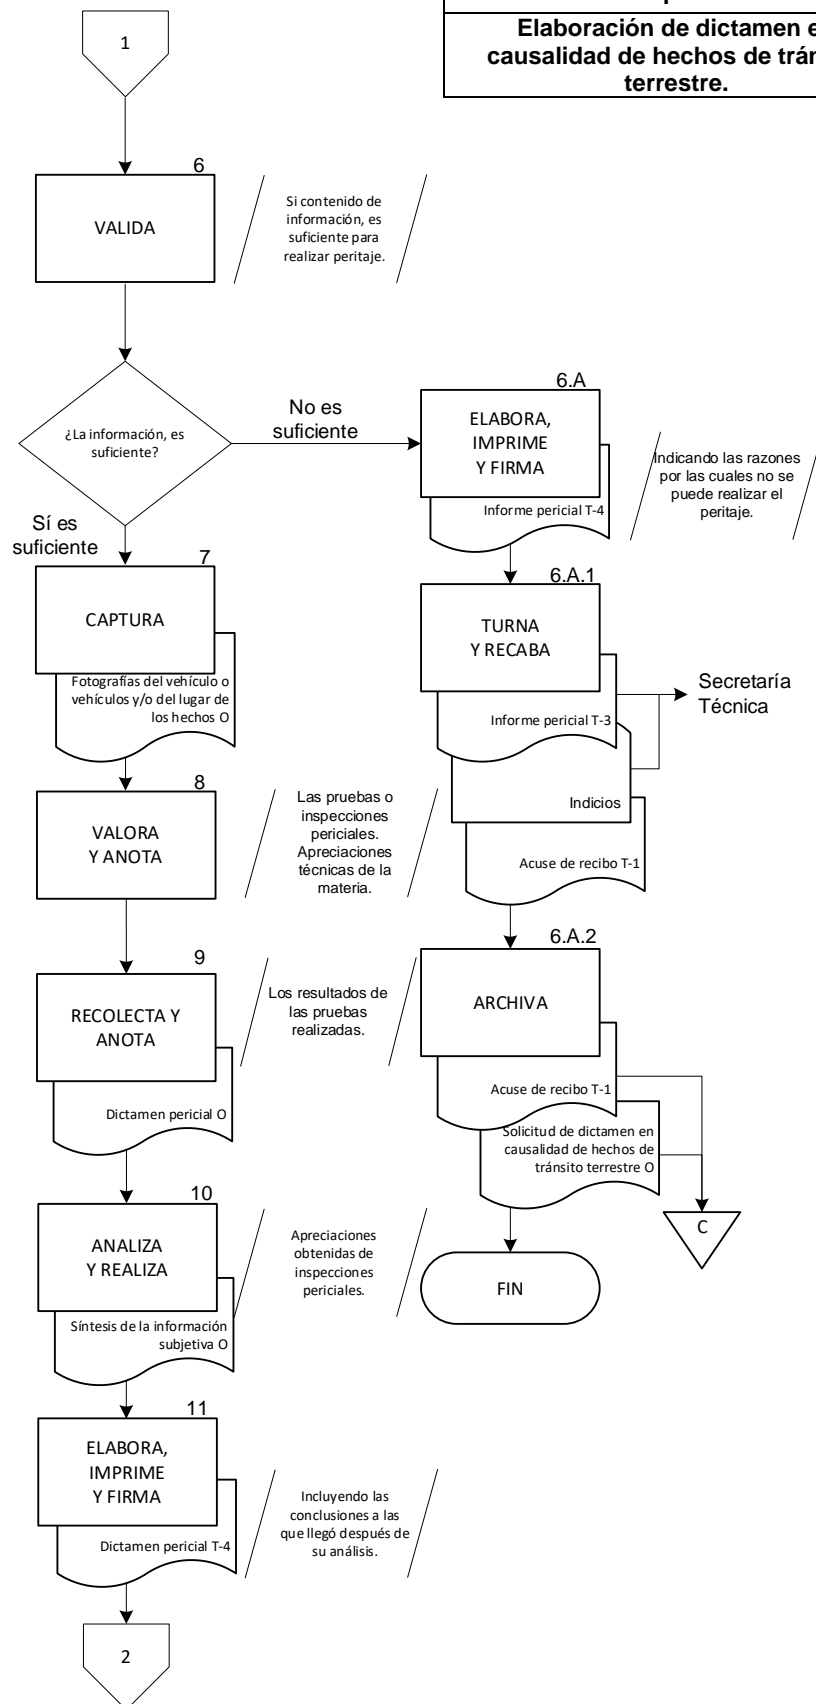 Elaboración de dictamen e
causalidad de hechos de trán
terrestre.
1
6
VALIDA
Si contenido de
información, es
suficiente para
realizar peritaje.
¿La información, es
suficiente?
No es
suficiente
Sí es
suficiente
6.A
ELABORA,
IMPRIME
Y FIRMA
Informe pericial T-4
Indicando las razones
por las cuales no se
puede realizar el
peritaje.
6.A.1
TURNA
Y RECABA
Informe pericial T-3
Indicios
Acuse de recibo T-1
Secretaría
Técnica
6.A.2
ARCHIVA
Acuse de recibo T-1
Solicitud de dictamen en
causalidad de hechos de
tránsito terrestre O
C
FIN
7
CAPTURA
Fotografías del vehículo o
vehículos y/o del lugar de
los hechos O
8
VALORA
Y ANOTA
Las pruebas o
inspecciones
periciales.
Apreciaciones
técnicas de la
materia.
9
RECOLECTA Y
ANOTA
Dictamen pericial O
Los resultados de
las pruebas
realizadas.
10
ANALIZA
Y REALIZA
Síntesis de la información
subjetiva O
Apreciaciones
obtenidas de
inspecciones
periciales.
11
ELABORA,
IMPRIME
Y FIRMA
Dictamen pericial T-4
Incluyendo las
conclusiones a las
que llegó después de
su análisis.
2